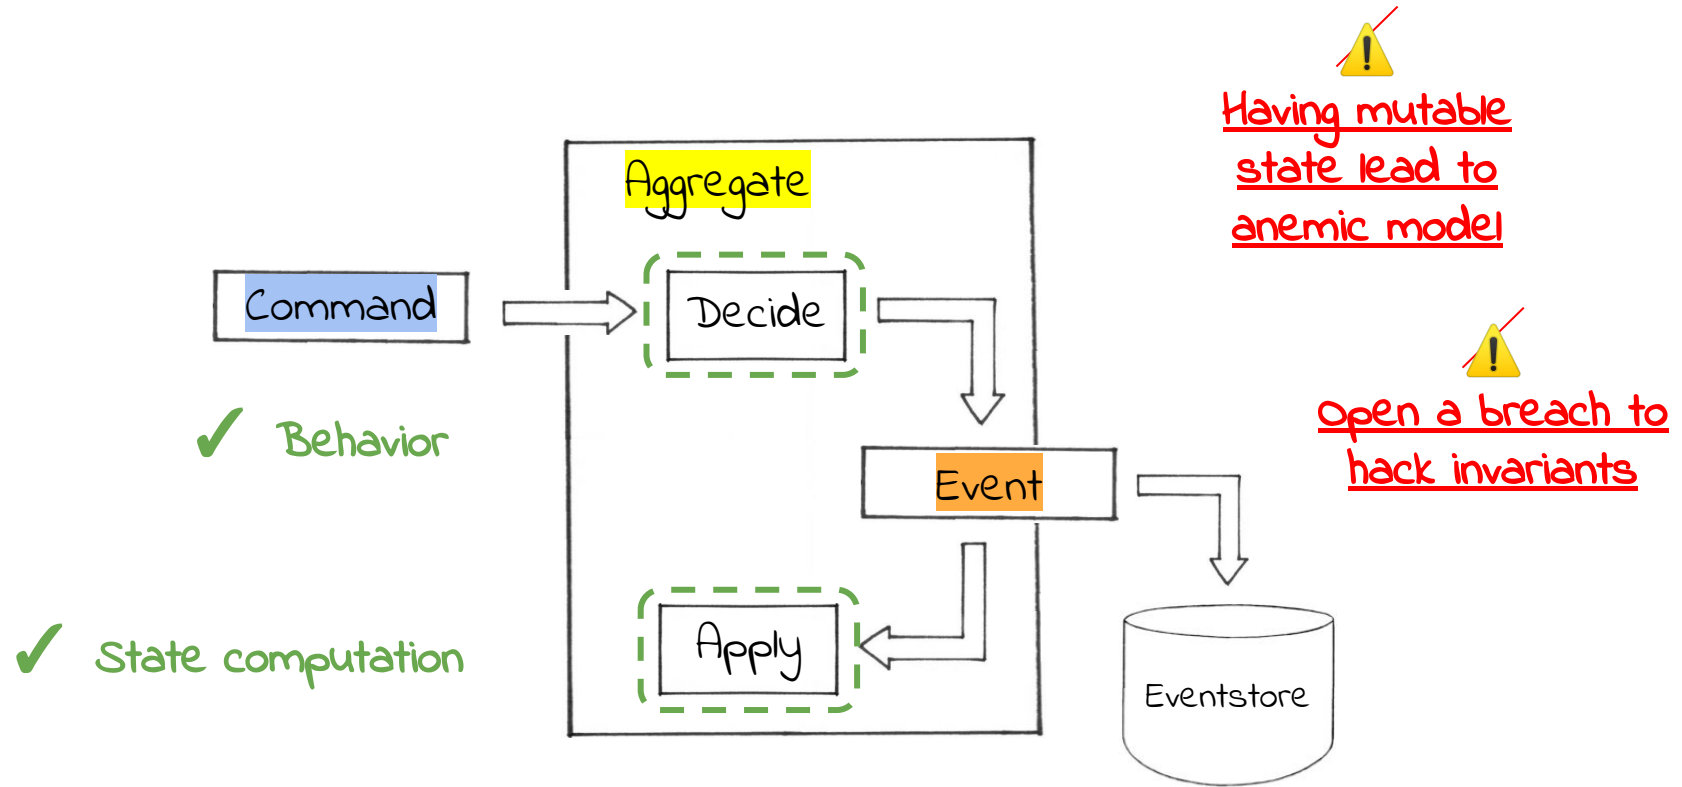 Having mutable
state lead to
anemic model
Aggregate
Command
Decide
Open a breach to
hack invariants
✓ Behavior
Event
✓ State computation
Apply
Eventstore